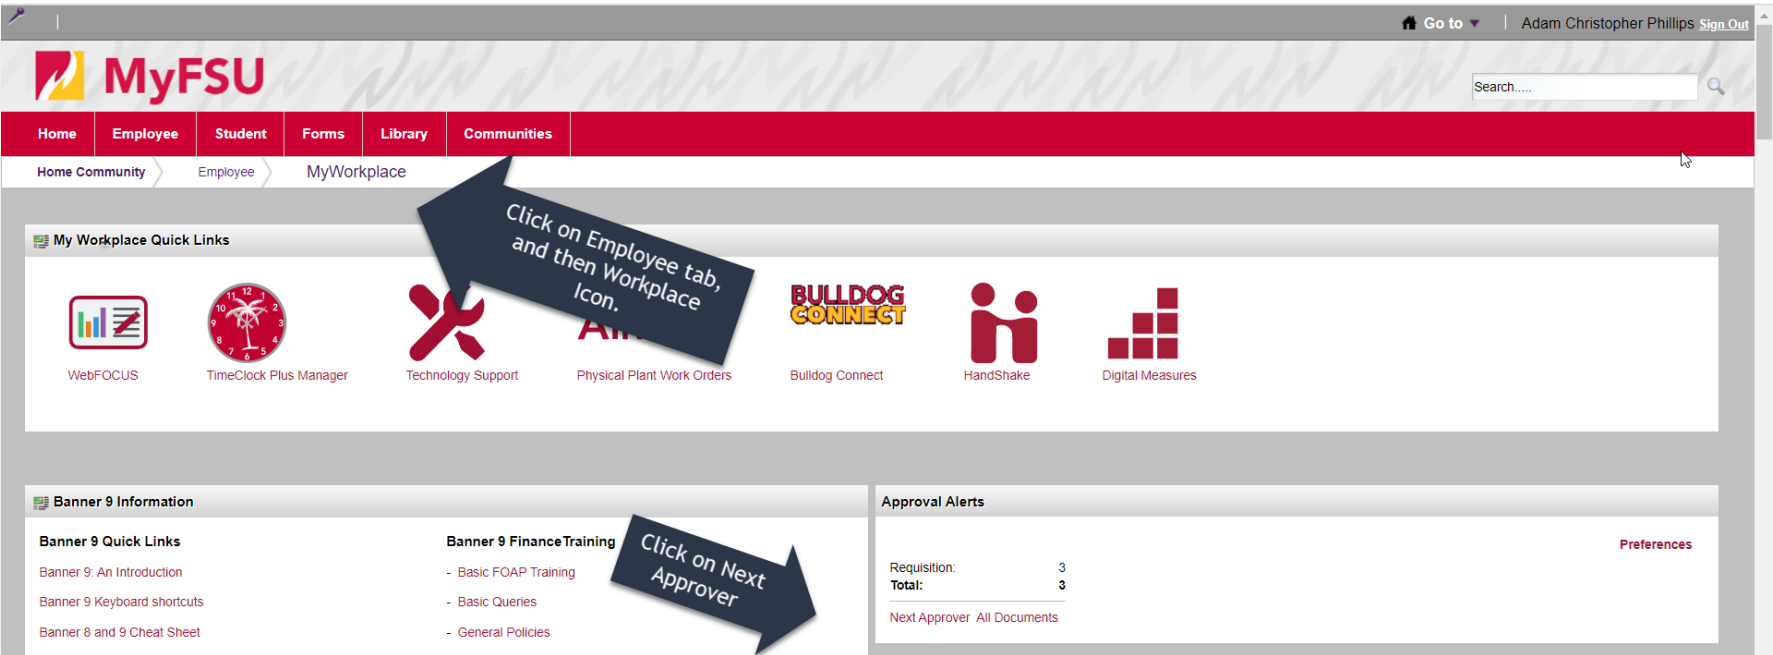 Go to
Adam Christopher Phillips Sign Out
MyFSU
Search.....
Home Employee Student Forms Library Communities
Home Community Employee MyWorkplace
Click on Employee tab,
and then Workplace
Icon.
My Workplace Quick Links
BULLDOG
CONNECT
WebFOCUS
TimeClock Plus Manager
Technology Support
Physical Plant Work Orders
Bulldog Connect
HandShake
Digital Measures
Banner 9 Information
Banner 9 Quick Links
Banner 9: An Introduction
Banner 9 Keyboard shortcuts
Banner 8 and 9 Cheat Sheet
Banner 9 FinanceTraining
- Basic FOAP Training
- Basic Queries
- General Policies
Click on Next
Approver
Approval Alerts
Preferences
Requisition: 3
Total: 3
Next Approver All Documents